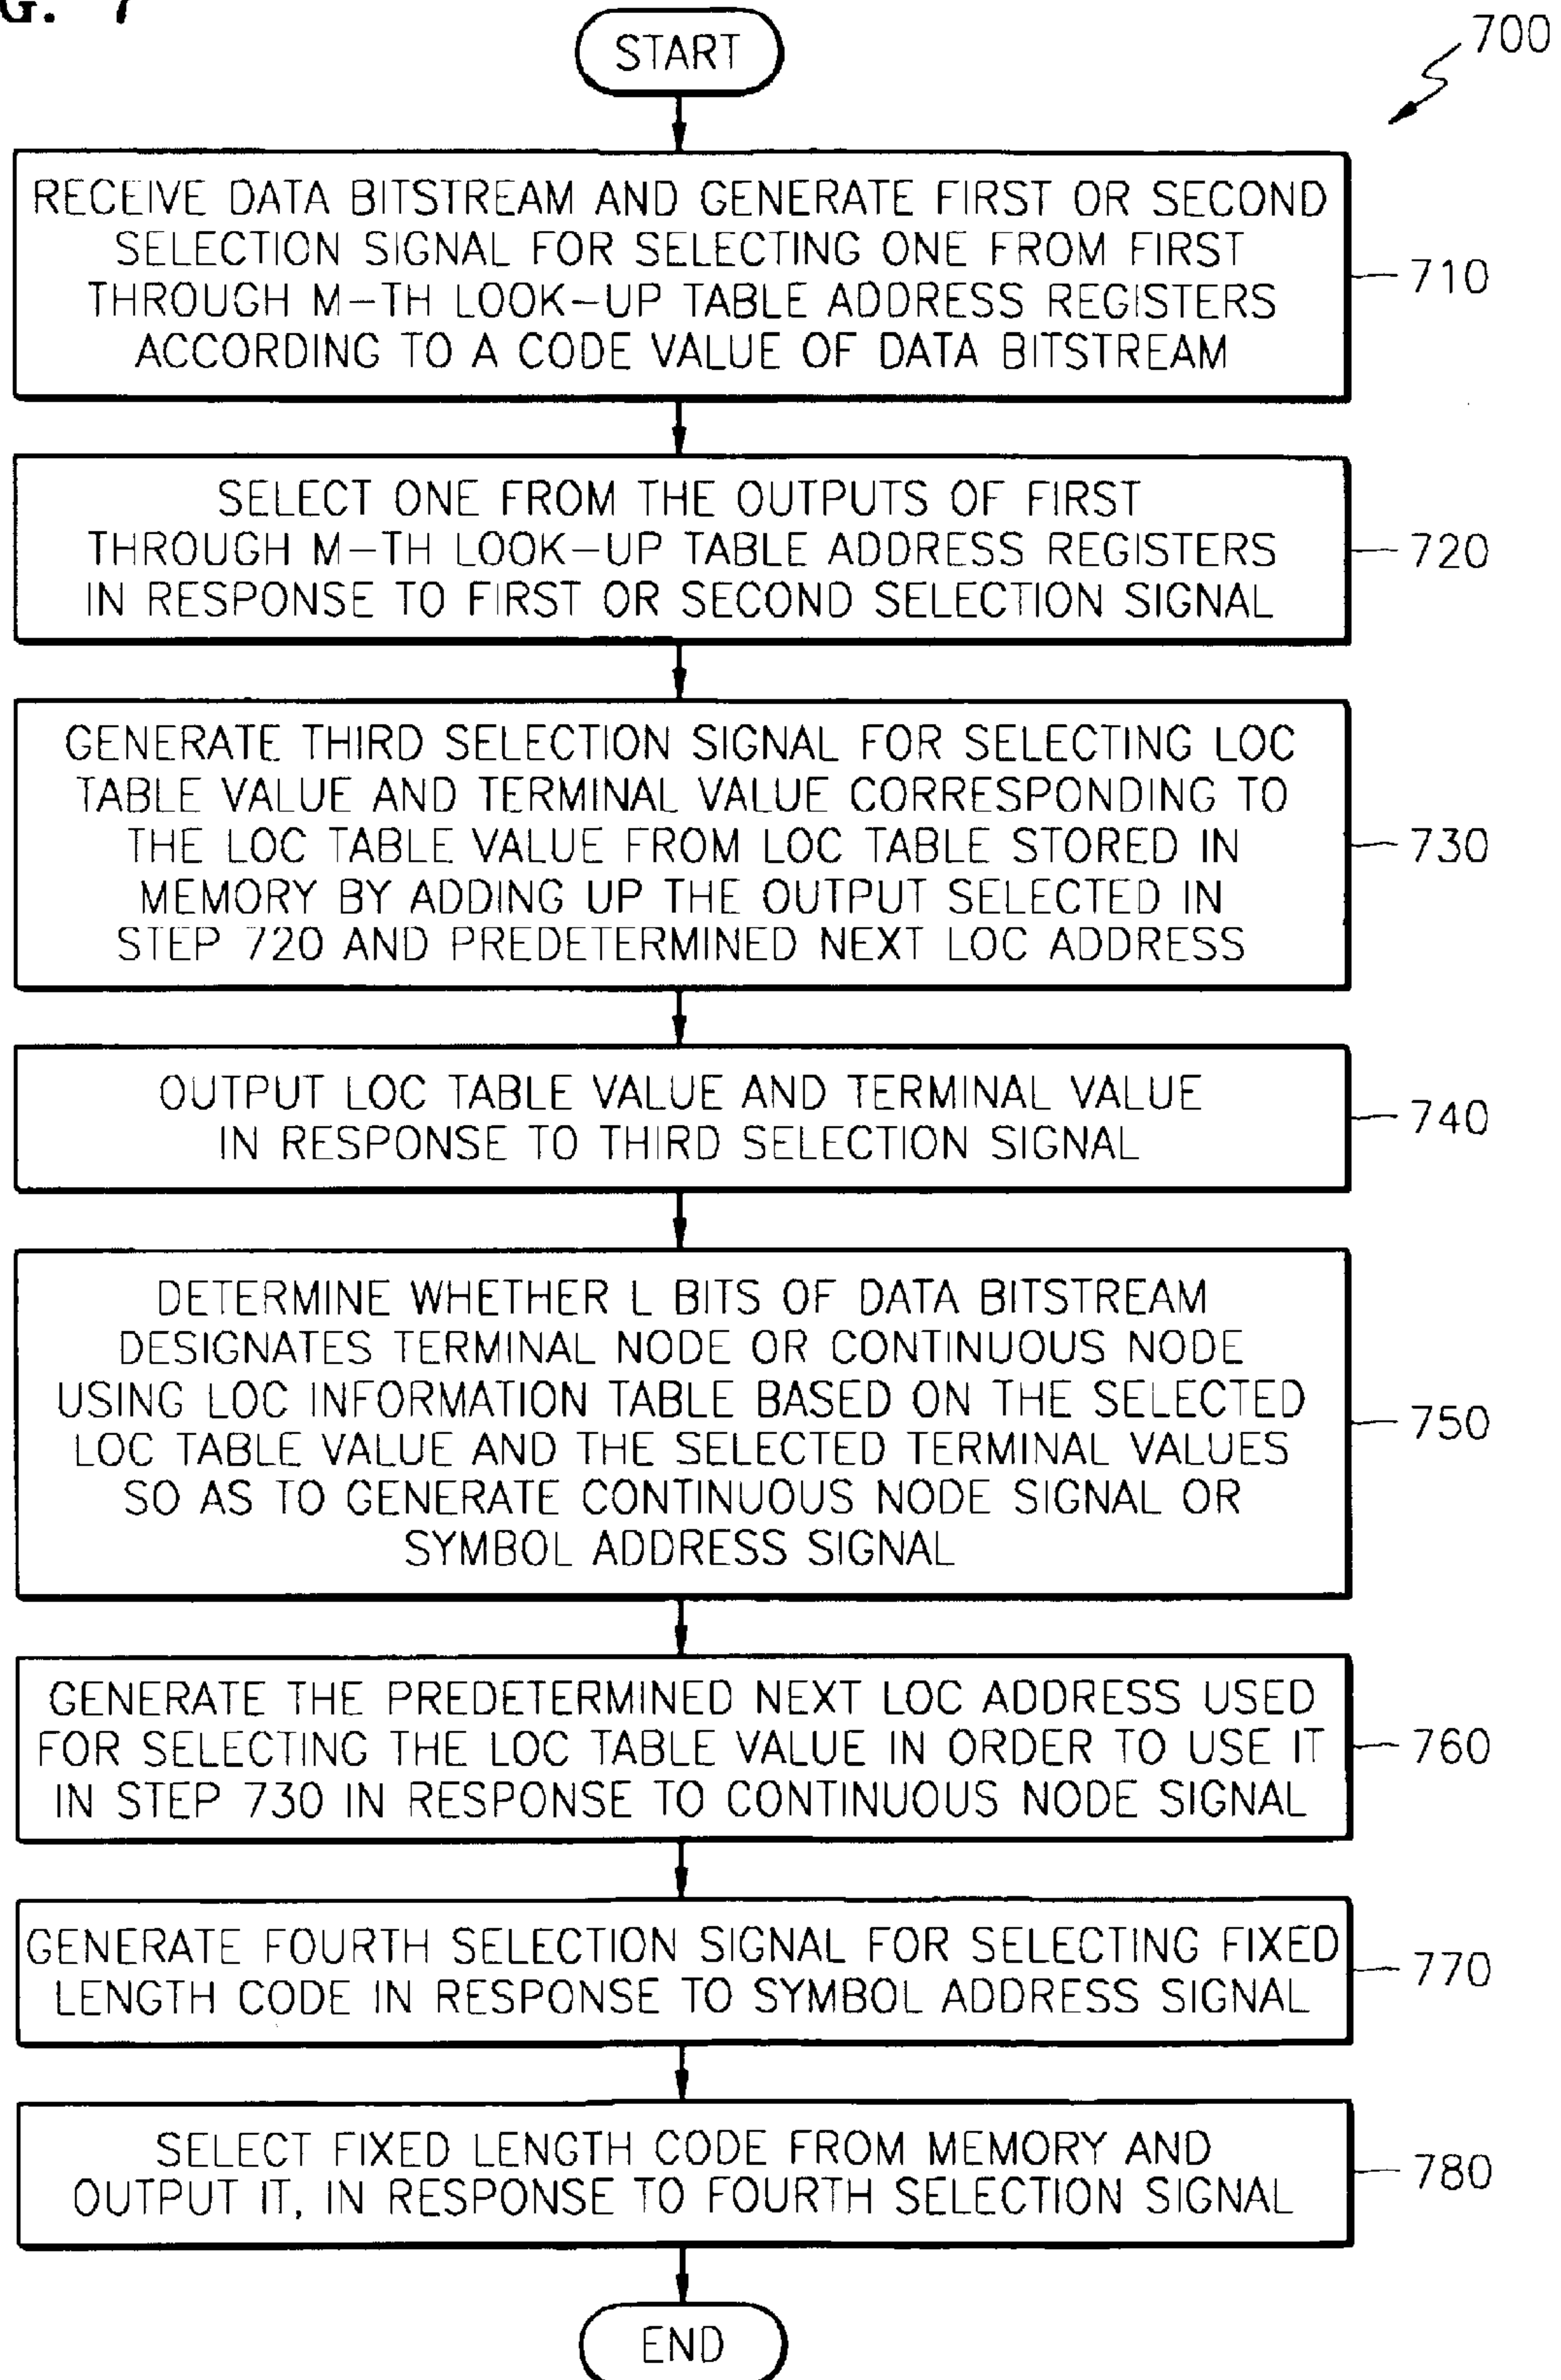 G. 7
START
700
RECEIVE DATA BITSTREAM AND GENERATE FIRST OR SECOND
SELECTION SIGNAL FOR SELECTING ONE FROM FIRST
THROUGH M-TH LOOK-UP TABLE ADDRESS REGISTERS
ACCORDING TO A CODE VALUE OF DATA BITSTREAM
710
SELECT ONE FROM THE OUTPUTS OF FIRST
THROUGH M-TH LOOK-UP TABLE ADDRESS REGISTERS
IN RESPONSE TO FIRST OR SECOND SELECTION SIGNAL
720
GENERATE THIRD SELECTION SIGNAL FOR SELECTING LOC
TABLE VALUE AND TERMINAL VALUE CORRESPONDING TO
THE LOC TABLE VALUE FROM LOC TABLE STORED IN
MEMORY BY ADDING UP THE OUTPUT SELECTED IN
STEP 720 AND PREDETERMINED NEXT LOC ADDRESS
730
OUTPUT LOC TABLE VALUE AND TERMINAL VALUE
IN RESPONSE TO THIRD SELECTION SIGNAL
740
DETERMINE WHETHER L BITS OF DATA BITSTREAM
DESIGNATES TERMINAL NODE OR CONTINUOUS NODE
USING LOC INFORMATION TABLE BASED ON THE SELECTED
LOC TABLE VALUE AND THE SELECTED TERMINAL VALUES
SO AS TO GENERATE CONTINUOUS NODE SIGNAL OR
SYMBOL ADDRESS SIGNAL
750
GENERATE THE PREDETERMINED NEXT LOC ADDRESS USED
FOR SELECTING THE LOC TABLE VALUE IN ORDER TO USE IT
IN STEP 730 IN RESPONSE TO CONTINUOUS NODE SIGNAL
760
GENERATE FOURTH SELECTION SIGNAL FOR SELECTING FIXED
LENGTH CODE IN RESPONSE TO SYMBOL ADDRESS SIGNAL
770
SELECT FIXED LENGTH CODE FROM MEMORY AND
OUTPUT IT, IN RESPONSE TO FOURTH SELECTION SIGNAL
780
END